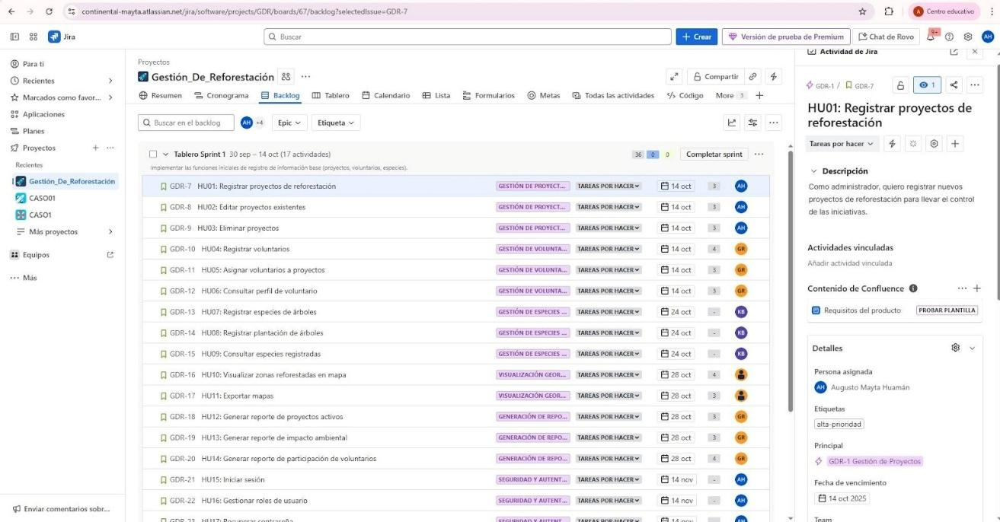 continental-mayta.atlassian.net/jira/software/projects/GDR/boards/67/backlog?selectedIssue=GDR-7
A Centro educativo
Jira
Buscar
+ Crear
Versión de prueba de Premium
Chat de Rovo
9+
AH
Para ti
Recientes
Marcados como favor...
Aplicaciones
Planes
Proyectos
Recientes
Gestión_De_Reforestación
CASO01
CASO1
Más proyectos
Equipos
Más
Enviar comentarios sobr...
Proyectos
Gestión_De_Reforestación
Compartir
Resumen Cronograma Backlog Tablero Calendario Lista Formularios Metas Todas las actividades Código More 5
Buscar en el backlog AH +4 Epic Etiqueta
Tablero Sprint 1 30 sep – 14 oct (17 actividades) 36 0 0 Completar sprint
Implementar las funciones iniciales de registro de información base (proyectos, voluntarios, especies).
GDR-7 HU01: Registrar proyectos de reforestación GESTIÓN DE PROYECT... TAREAS POR HACER 14 oct 3 AH
GDR-8 HU02: Editar proyectos existentes GESTIÓN DE PROYECT... TAREAS POR HACER 14 oct 3 AH
GDR-9 HU03: Eliminar proyectos GESTIÓN DE PROYECT... TAREAS POR HACER 14 oct 3 AH
GDR-10 HU04: Registrar voluntarios GESTIÓN DE VOLUNTA... TAREAS POR HACER 14 oct 4 GR
GDR-11 HU05: Asignar voluntarios a proyectos GESTIÓN DE VOLUNTA... TAREAS POR HACER 14 oct 3 GR
GDR-12 HU06: Consultar perfil de voluntario GESTIÓN DE VOLUNTA... TAREAS POR HACER 14 oct 3 GR
GDR-13 HU07: Registrar especies de árboles GESTIÓN DE ESPECIES ... TAREAS POR HACER 24 oct - KB
GDR-14 HU08: Registrar plantación de árboles GESTIÓN DE ESPECIES ... TAREAS POR HACER 24 oct - KB
GDR-15 HU09: Consultar especies registradas GESTIÓN DE ESPECIES ... TAREAS POR HACER 24 oct - KB
GDR-16 HU10: Visualizar zonas reforestadas en mapa VISUALIZACIÓN GEOR... TAREAS POR HACER 28 oct 4
GDR-17 HU11: Exportar mapas VISUALIZACIÓN GEOR... TAREAS POR HACER 28 oct 3
GDR-18 HU12: Generar reporte de proyectos activos GENERACIÓN DE REPO... TAREAS POR HACER 28 oct 3 GR
GDR-19 HU13: Generar reporte de impacto ambiental GENERACIÓN DE REPO... TAREAS POR HACER 28 oct 3 GR
GDR-20 HU14: Generar reporte de participación de voluntarios GENERACIÓN DE REPO... TAREAS POR HACER 28 oct 4 GR
GDR-21 HU15: Iniciar sesión SEGURIDAD Y AUTENT... TAREAS POR HACER 14 nov - AH
GDR-22 HU16: Gestionar roles de usuario SEGURIDAD Y AUTENT... TAREAS POR HACER 14 nov - AH
GDR-23 HU17: Recuperar contraseña SEGURIDAD Y AUTENT... TAREAS POR HACER 14 nov - AH
Actividad de Jira
GDR-1 / GDR-7 1
HU01: Registrar proyectos de
reforestación
Tareas por hacer
Descripción
Como administrador, quiero registrar nuevos
proyectos de reforestación para llevar el control
de las iniciativas.
Actividades vinculadas
Añadir actividad vinculada
Contenido de Confluence
Requisitos del producto PROBAR PLANTILLA
Detalles
Persona asignada
AH Augusto Mayta Huamán
Etiquetas
alta-prioridad
Principal
GDR-1 Gestión de Proyectos
Fecha de vencimiento
14 oct 2025
Team